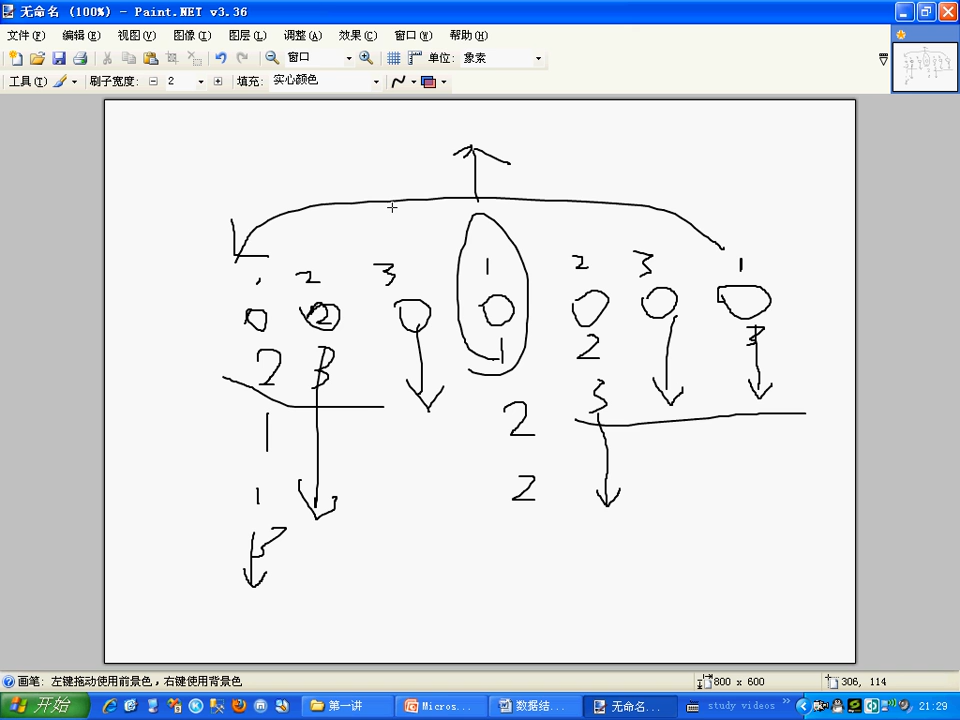 无命名 (100%) - Paint.NET v3.36
文件(F) 编辑(E) 视图(V) 图像(I) 图层(L) 调整(A) 效果(C) 窗口(W) 帮助(H)
窗口 单位: 象素
工具(T) 刷子宽度: 2 填充: 实心颜色
2 3 1 2 3 1
2
2 3 1 2 3
1 2 3
1 2
画笔: 左键拖动使用前景色，右键使用背景色 800 x 600 306, 114
开始 第一讲 Micros... 数据结... 无命名... study videos 21:29